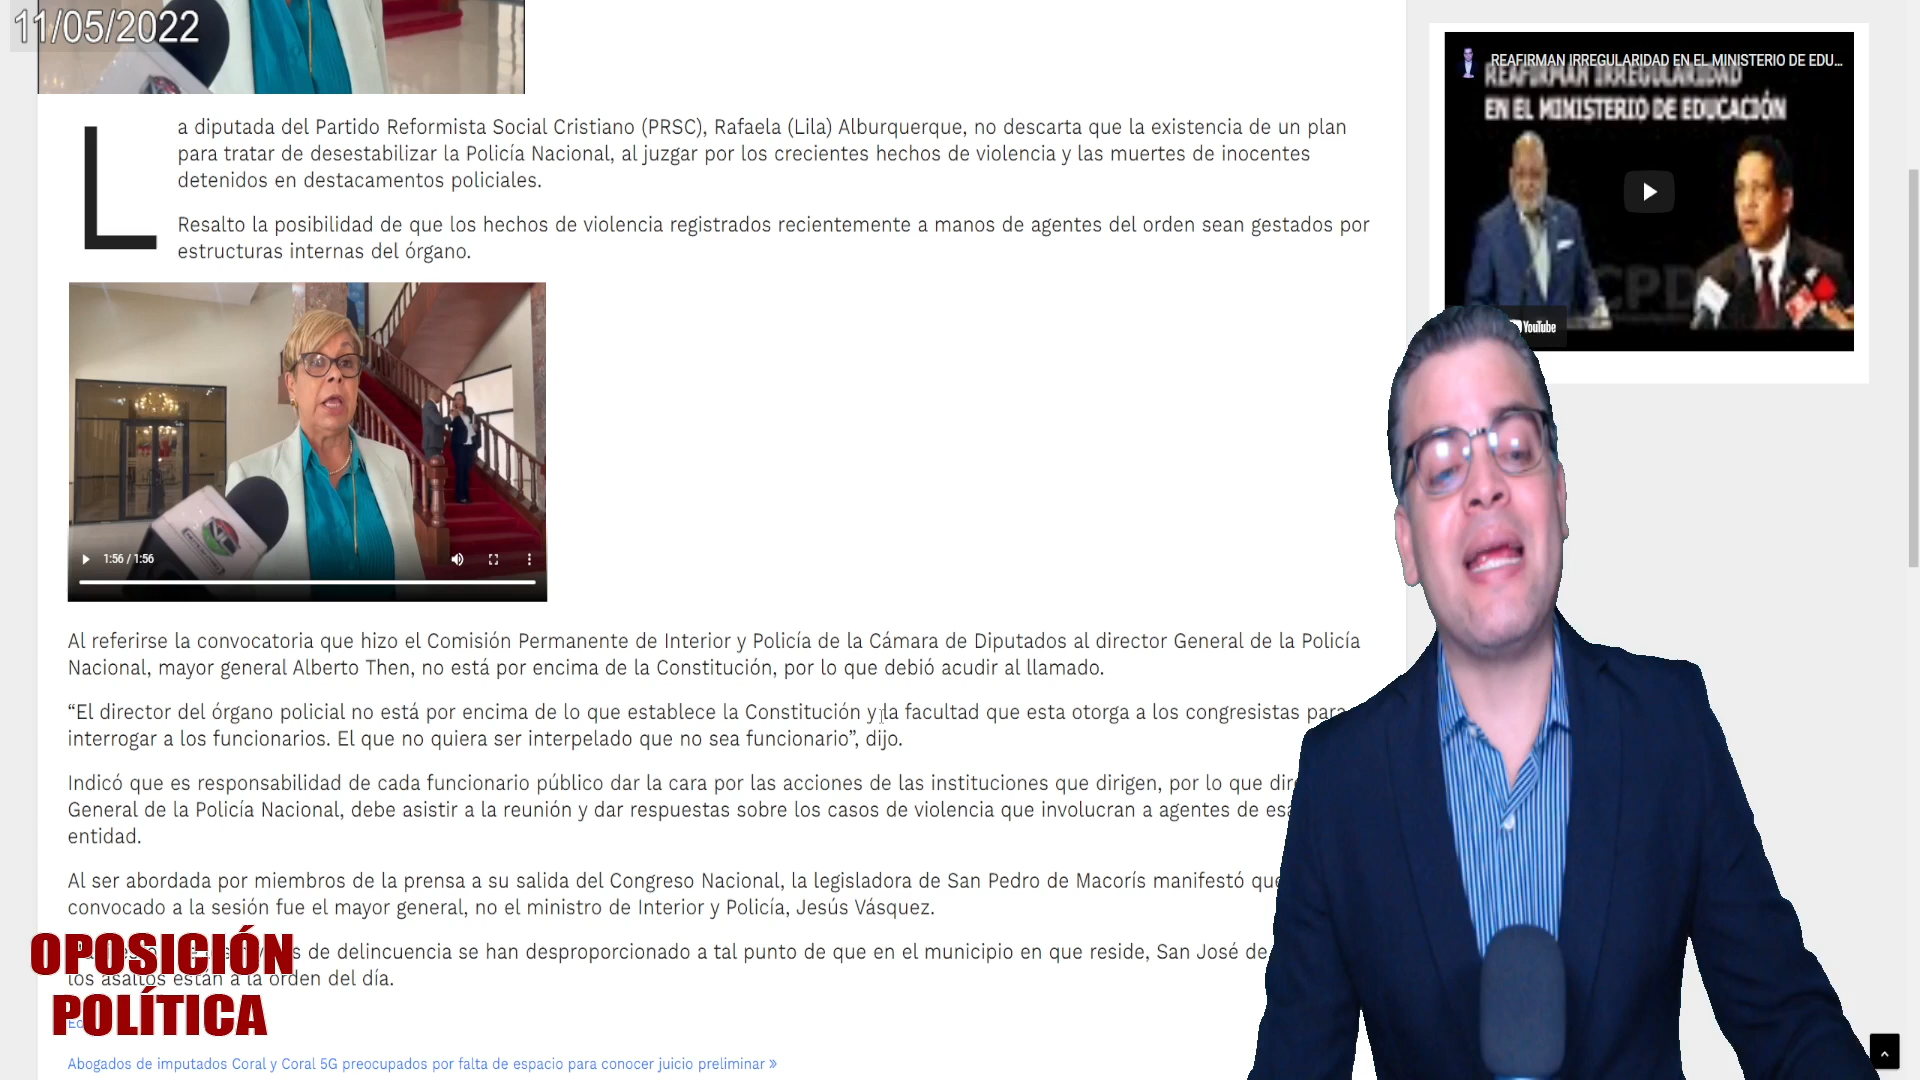 11/05/2022
La diputada del Partido Reformista Social Cristiano (PRSC), Rafaela (Lila) Alburquerque, no descarta que la existencia de un plan
para tratar de desestabilizar la Policía Nacional, al juzgar por los crecientes hechos de violencia y las muertes de inocentes
detenidos en destacamentos policiales.
Resalto la posibilidad de que los hechos de violencia registrados recientemente a manos de agentes del orden sean gestados por
estructuras internas del órgano.
1:56 / 1:56
Al referirse la convocatoria que hizo el Comisión Permanente de Interior y Policía de la Cámara de Diputados al director General de la Policía
Nacional, mayor general Alberto Then, no está por encima de la Constitución, por lo que debió acudir al llamado.
“El director del órgano policial no está por encima de lo que establece la Constitución y la facultad que esta otorga a los congresistas para
interrogar a los funcionarios. El que no quiera ser interpelado que no sea funcionario”, dijo.
Indicó que es responsabilidad de cada funcionario público dar la cara por las acciones de las instituciones que dirigen, por lo que
General de la Policía Nacional, debe asistir a la reunión y dar respuestas sobre los casos de violencia que involucran a agentes de
entidad.
Al ser abordada por miembros de la prensa a su salida del Congreso Nacional, la legisladora de San Pedro de Macorís manifestó
convocado a la sesión fue el mayor general, no el ministro de Interior y Policía, Jesús Vásquez.
de delincuencia se han desproporcionado a tal punto de que en el municipio en que reside, San José de
los asaltos están a la orden del día.
Abogados de imputados Coral y Coral 5G preocupados por falta de espacio para conocer juicio preliminar »
OPOSICIÓN
POLÍTICA
REAFIRMAN IRREGULARIDAD EN EL MINISTERIO DE EDU...
REAFIRMAN IRREGULARIDAD
EN EL MINISTERIO DE EDUCACIÓN
CPD
YouTube